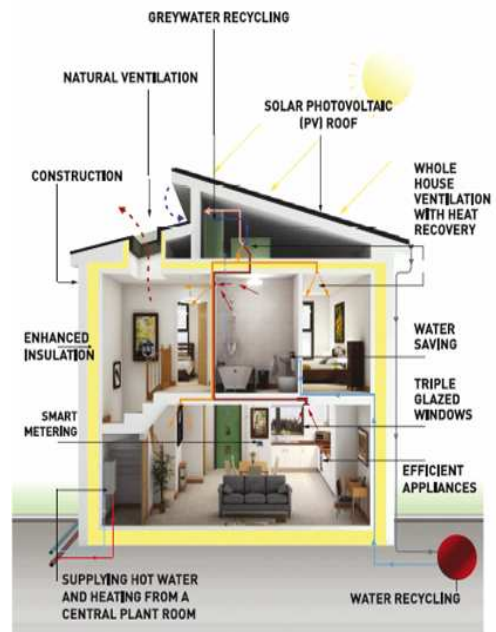 GREYWATER RECYCLING
NATURAL VENTILATION
SOLAR PHOTOVOLTAIC
(PV) ROOF
CONSTRUCTION
WHOLE
HOUSE
VENTILATION
WITH HEAT
RECOVERY
ENHANCED
INSULATION
WATER
SAVING
TRIPLE
GLAZED
WINDOWS
SMART
METERING
EFFICIENT
APPLIANCES
SUPPLYING HOT WATER
AND HEATING FROM A
CENTRAL PLANT ROOM
WATER RECYCLING